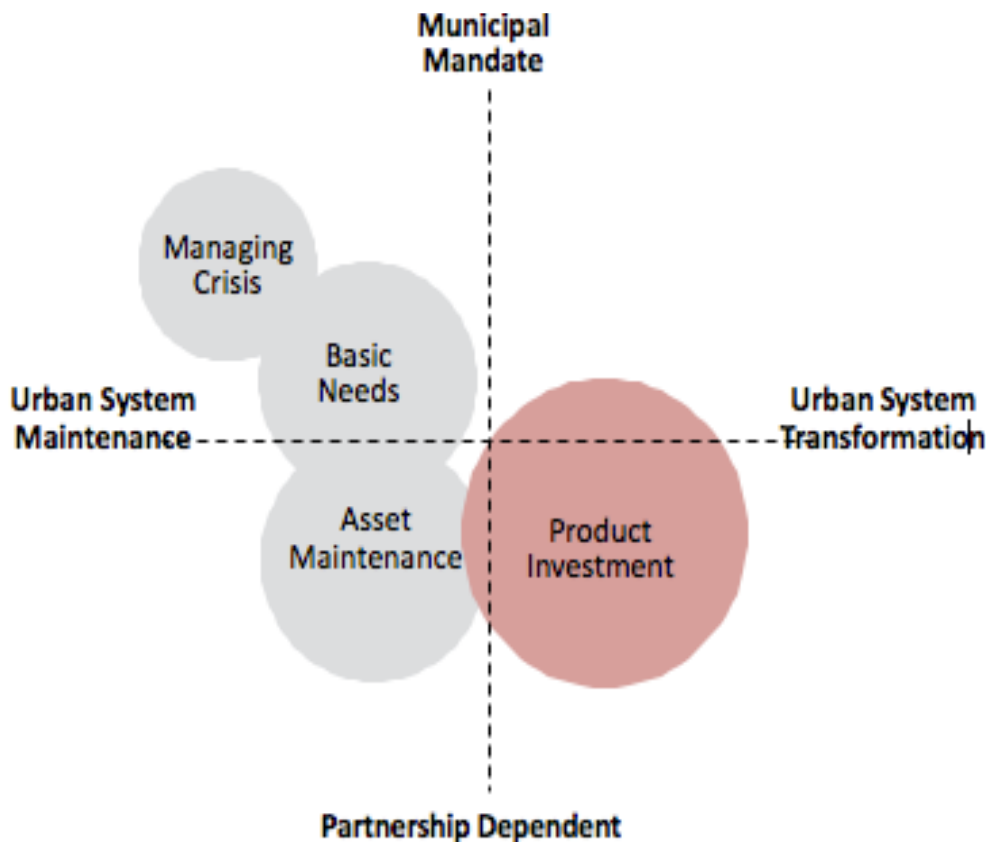 Municipal
Mandate
Managing
Crisis
Basic
Needs
Urban System
Maintenance
Urban System
Transformation
Asset
Maintenance
Product
Investment
Partnership Dependent